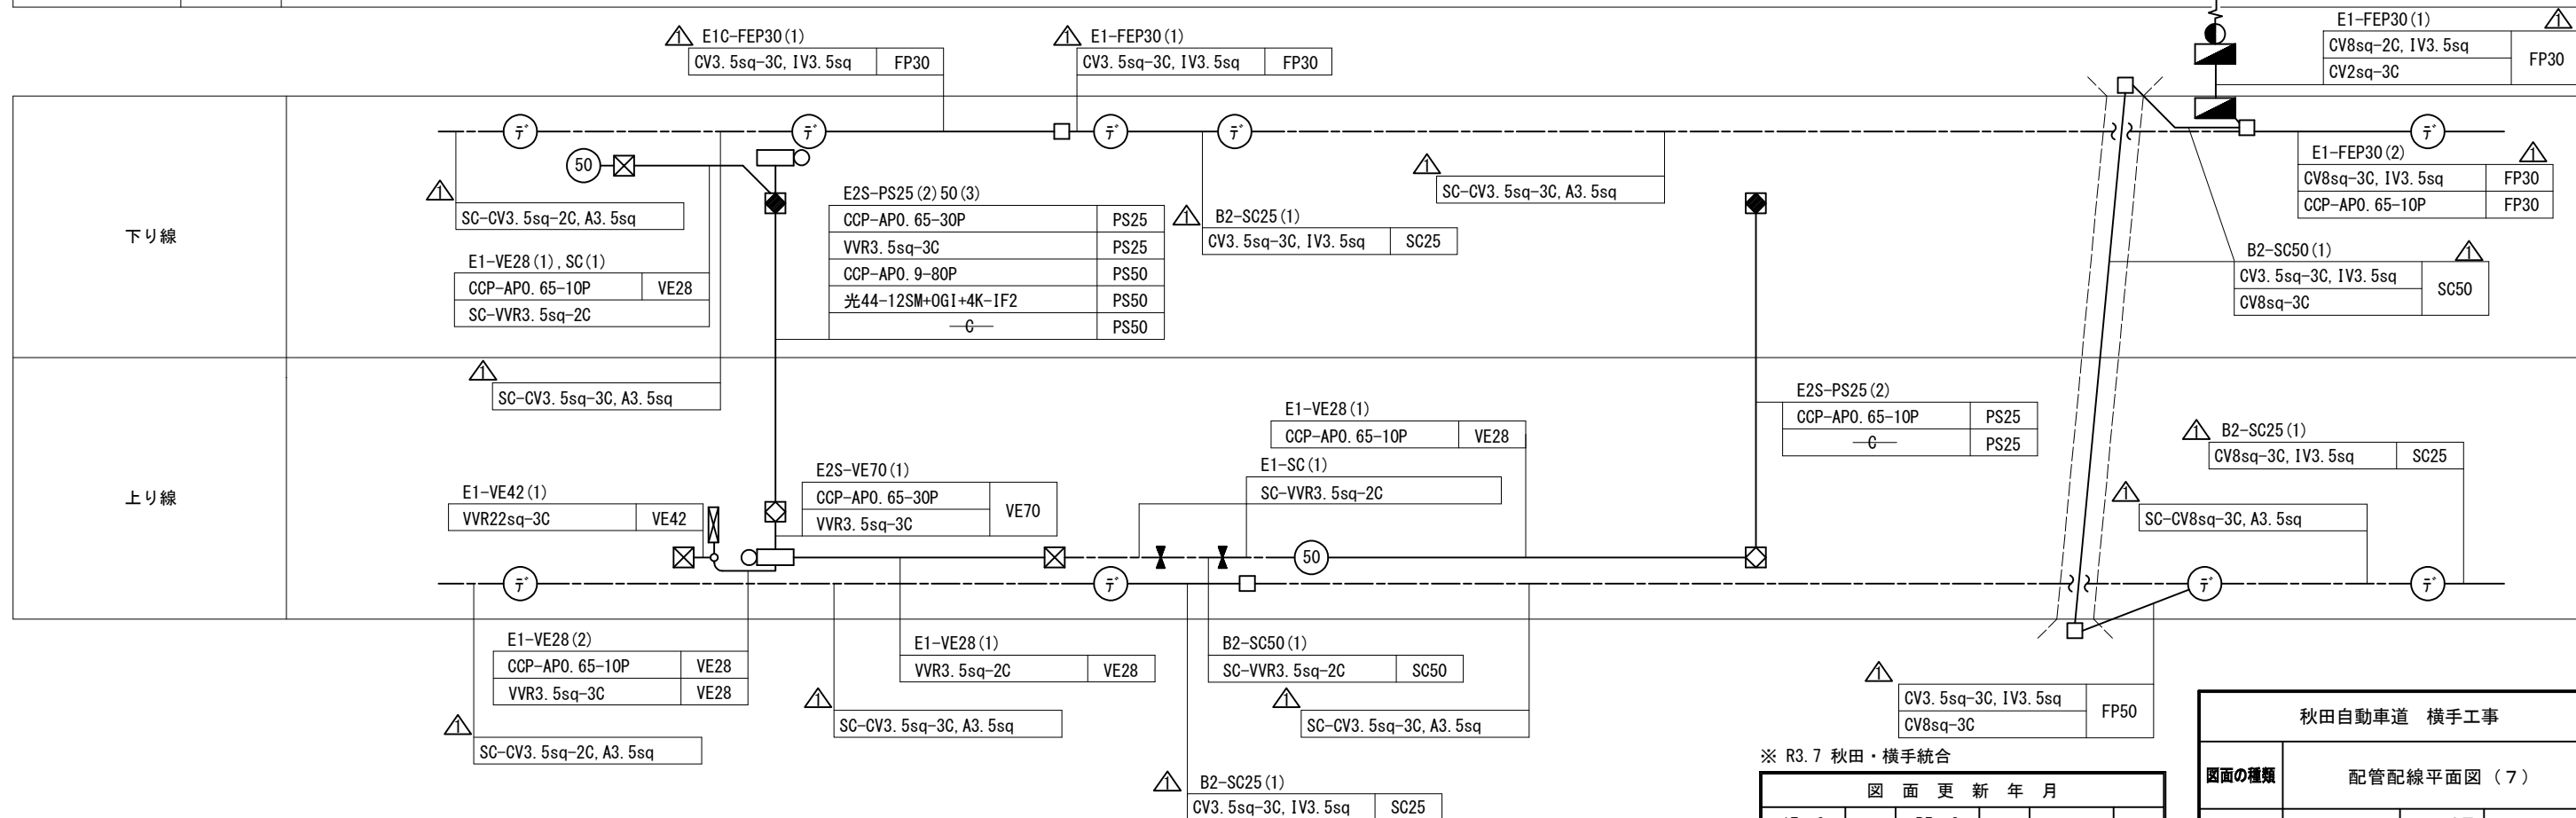 E1C-FEP30(1)
CV3.5sq-3C, IV3.5sq FP30
E1-FEP30(1)
CV3.5sq-3C, IV3.5sq FP30
E1-FEP30(1)
CV8sq-2C, IV3.5sq
CV2sq-3C
FP30
下り線
デ デ デ デ デ
50
SC-CV3.5sq-2C, A3.5sq
E1-VE28(1), SC(1)
CCP-AP0.65-10P VE28
SC-VVR3.5sq-2C
SC-CV3.5sq-3C, A3.5sq
E2S-PS25(2)50(3)
CCP-AP0.65-30P PS25
VVR3.5sq-3C PS25
CCP-AP0.9-80P PS50
光44-12SM+OGI+4K-IF2 PS50
C PS50
B2-SC25(1)
CV3.5sq-3C, IV3.5sq SC25
SC-CV3.5sq-3C, A3.5sq
E1-FEP30(2)
CV8sq-3C, IV3.5sq FP30
CCP-AP0.65-10P FP30
B2-SC50(1)
CV3.5sq-3C, IV3.5sq
CV8sq-3C
SC50
上り線
E1-VE42(1)
VVR22sq-3C VE42
E2S-VE70(1)
CCP-AP0.65-30P
VVR3.5sq-3C
VE70
E1-VE28(1)
CCP-AP0.65-10P VE28
E1-SC(1)
SC-VVR3.5sq-2C
50
E2S-PS25(2)
CCP-AP0.65-10P PS25
C PS25
B2-SC25(1)
CV8sq-3C, IV3.5sq SC25
SC-CV8sq-3C, A3.5sq
デ デ デ デ
E1-VE28(2)
CCP-AP0.65-10P VE28
VVR3.5sq-3C VE28
SC-CV3.5sq-2C, A3.5sq
E1-VE28(1)
VVR3.5sq-2C VE28
SC-CV3.5sq-3C, A3.5sq
B2-SC50(1)
SC-VVR3.5sq-2C SC50
SC-CV3.5sq-3C, A3.5sq
B2-SC25(1)
CV3.5sq-3C, IV3.5sq SC25
CV3.5sq-3C, IV3.5sq
CV8sq-3C
FP50
※ R3.7 秋田・横手統合
図面更新年月
秋田自動車道 横手工事
図面の種類 配管配線平面図(7)